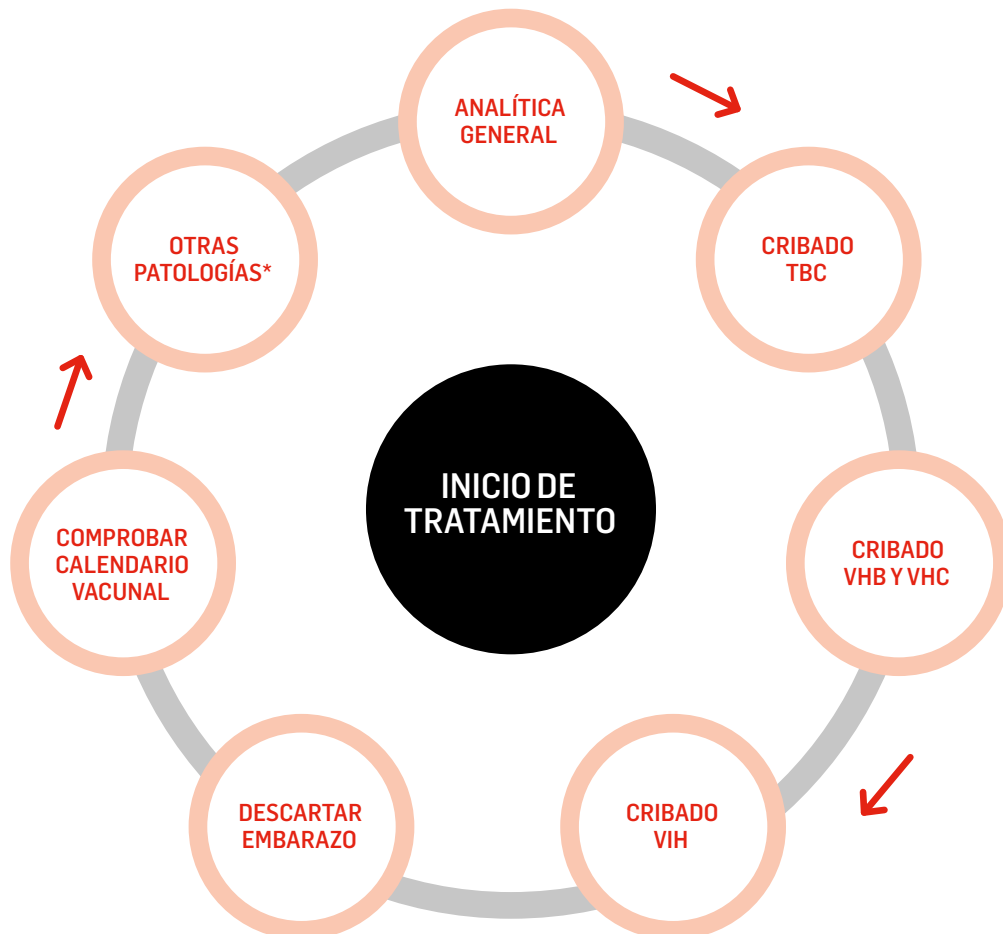 ANALÍTICA
GENERAL
CRIBADO
TBC
CRIBADO
VHB Y VHC
CRIBADO
VIH
DESCARTAR
EMBARAZO
COMPROBAR
CALENDARIO
VACUNAL
OTRAS
PATOLOGÍAS*
INICIO DE
TRATAMIENTO